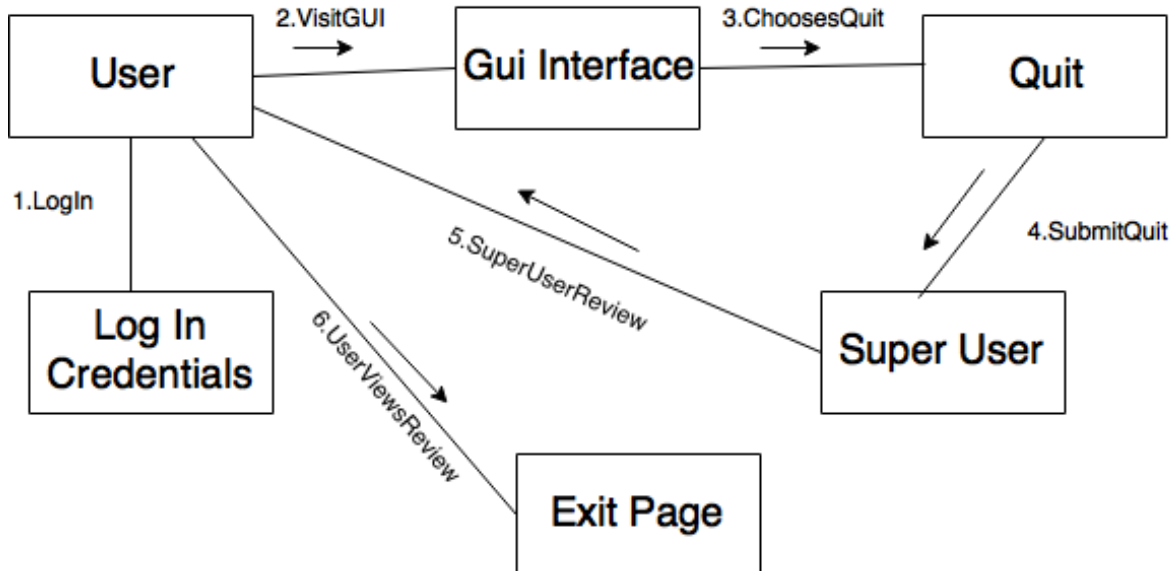 2.VisitGUI
3.ChoosesQuit
User
Gui Interface
Quit
1.LogIn
5.SuperUserReview
4.SubmitQuit
Log In
Credentials
6.UserViewsReview
Super User
Exit Page